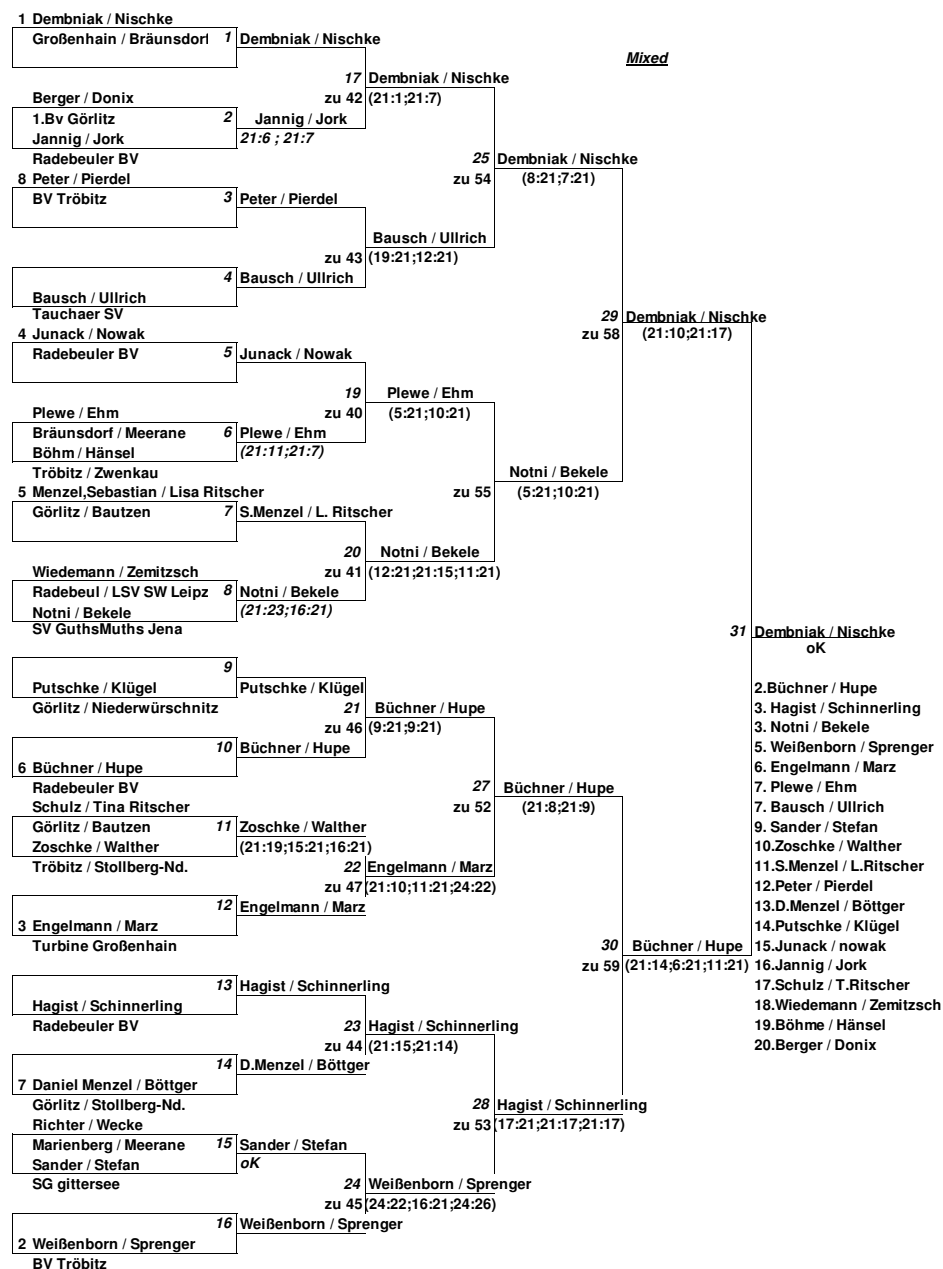 1 Dembniak / Nischke
Großenhain / Bräunsdorf 1 Dembniak / Nischke
Mixed
17 Dembniak / Nischke
Berger / Donix zu 42 (21:1;21:7)
1.Bv Görlitz 2 Jannig / Jork
Jannig / Jork 21:6 ; 21:7
Radebeuler BV 25 Dembniak / Nischke
8 Peter / Pierdel zu 54 (8:21;7:21)
BV Tröbitz 3 Peter / Pierdel
Bausch / Ullrich
zu 43 (19:21;12:21)
4 Bausch / Ullrich
Bausch / Ullrich
Tauchaer SV 29 Dembniak / Nischke
4 Junack / Nowak zu 58 (21:10;21:17)
Radebeuler BV 5 Junack / Nowak
19 Plewe / Ehm
Plewe / Ehm zu 40 (5:21;10:21)
Bräunsdorf / Meerane 6 Plewe / Ehm
Böhm / Hänsel (21:11;21:7)
Tröbitz / Zwenkau Notni / Bekele
5 Menzel,Sebastian / Lisa Ritscher zu 55 (5:21;10:21)
Görlitz / Bautzen 7 S.Menzel / L. Ritscher
20 Notni / Bekele
Wiedemann / Zemitzsch zu 41 (12:21;21:15;11:21)
Radebeul / LSV SW Leipz 8 Notni / Bekele
Notni / Bekele (21:23;16:21)
SV GuthsMuths Jena 31 Dembniak / Nischke
oK
9
Putschke / Klügel Putschke / Klügel 2.Büchner / Hupe
Görlitz / Niederwürschnitz 21 Büchner / Hupe 3. Hagist / Schinnerling
zu 46 (9:21;9:21) 3. Notni / Bekele
10 Büchner / Hupe 5. Weißenborn / Sprenger
6 Büchner / Hupe 6. Engelmann / Marz
Radebeuler BV 27 Büchner / Hupe 7. Plewe / Ehm
Schulz / Tina Ritscher zu 52 (21:8;21:9) 7. Bausch / Ullrich
Görlitz / Bautzen 11 Zoschke / Walther 9. Sander / Stefan
Zoschke / Walther (21:19;15:21;16:21) 10.Zoschke / Walther
Tröbitz / Stollberg-Nd. 22 Engelmann / Marz 11.S.Menzel / L.Ritscher
zu 47 (21:10;11:21;24:22) 12.Peter / Pierdel
12 Engelmann / Marz 13.D.Menzel / Böttger
3 Engelmann / Marz 14.Putschke / Klügel
Turbine Großenhain 30 Büchner / Hupe 15.Junack / nowak
zu 59 (21:14;6:21;11:21) 16.Jannig / Jork
13 Hagist / Schinnerling 17.Schulz / T.Ritscher
Hagist / Schinnerling 18.Wiedemann / Zemitzsch
Radebeuler BV 23 Hagist / Schinnerling 19.Böhme / Hänsel
zu 44 (21:15;21:14) 20.Berger / Donix
14 D.Menzel / Böttger
7 Daniel Menzel / Böttger
Görlitz / Stollberg-Nd. 28 Hagist / Schinnerling
Richter / Wecke zu 53 (17:21;21:17;21:17)
Marienberg / Meerane 15 Sander / Stefan
Sander / Stefan oK
SG gittersee 24 Weißenborn / Sprenger
zu 45 (24:22;16:21;24:26)
16 Weißenborn / Sprenger
2 Weißenborn / Sprenger
BV Tröbitz